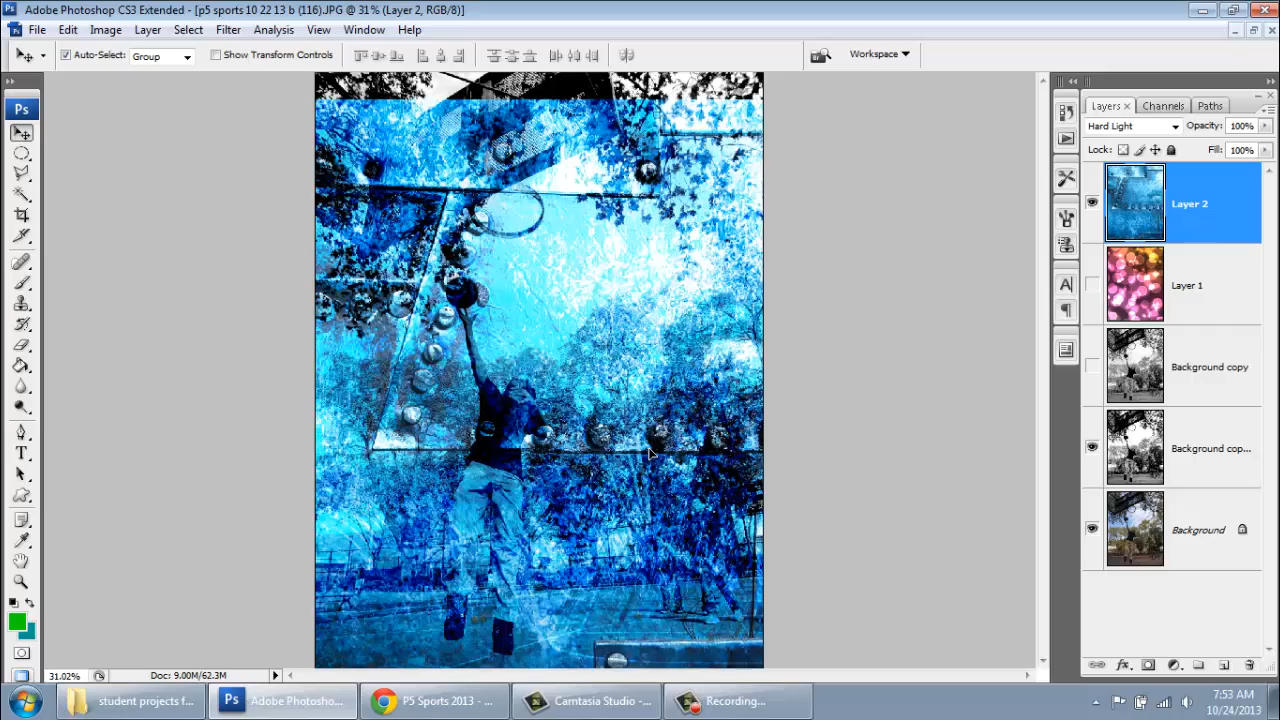 Adobe Photoshop CS3 Extended - [p5 sports 10 22 13 b (116).JPG @ 31% (Layer 2, RGB/8)]
File Edit Image Layer Select Filter Analysis View Window Help
Auto-Select: Group Show Transform Controls Workspace
Ps
Layers Channels Paths
Hard Light Opacity: 100%
Lock: Fill: 100%
Layer 2
Layer 1
Background copy
Background cop...
Background
31.02% Doc: 9.00M/62.3M
student projects f... Ps Adobe Photosho... P5 Sports 2013 - ... Camtasia Studio -... Recording...
7:53 AM
10/24/2013